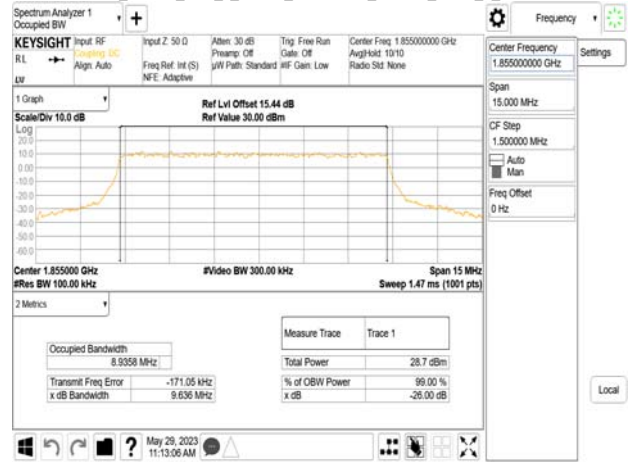 Spectrum Analyzer 1
Occupied BW
Frequency
KEYSIGHT
Input: RF
Coupling: DC
Align: Auto
Input Z: 50 Ω
Freq Ref: Int (S)
NFE: Adaptive
Atten: 30 dB
Preamp: Off
µW Path: Standard
Trig: Free Run
Gate: Off
#IF Gain: Low
Center Freq: 1.855000000 GHz
Avg|Hold: 10/10
Radio Std: None
RL
Center Frequency
1.855000000 GHz
Settings
Span
15.000 MHz
CF Step
1.500000 MHz
Auto
Man
Freq Offset
0 Hz
Local
1 Graph
Scale/Div 10.0 dB
Ref Lvl Offset 15.44 dB
Ref Value 30.00 dBm
Log
20.0
10.0
0.00
-10.0
-20.0
-30.0
-40.0
-50.0
-60.0
Center 1.855000 GHz
#Res BW 100.00 kHz
#Video BW 300.00 kHz
Span 15 MHz
Sweep 1.47 ms (1001 pts)
2 Metrics
Measure Trace Trace 1
Occupied Bandwidth
8.9358 MHz
Total Power 28.7 dBm
Transmit Freq Error -171.05 kHz
% of OBW Power 99.00 %
x dB Bandwidth 9.636 MHz
x dB -26.00 dB
?
May 29, 2023
11:13:06 AM